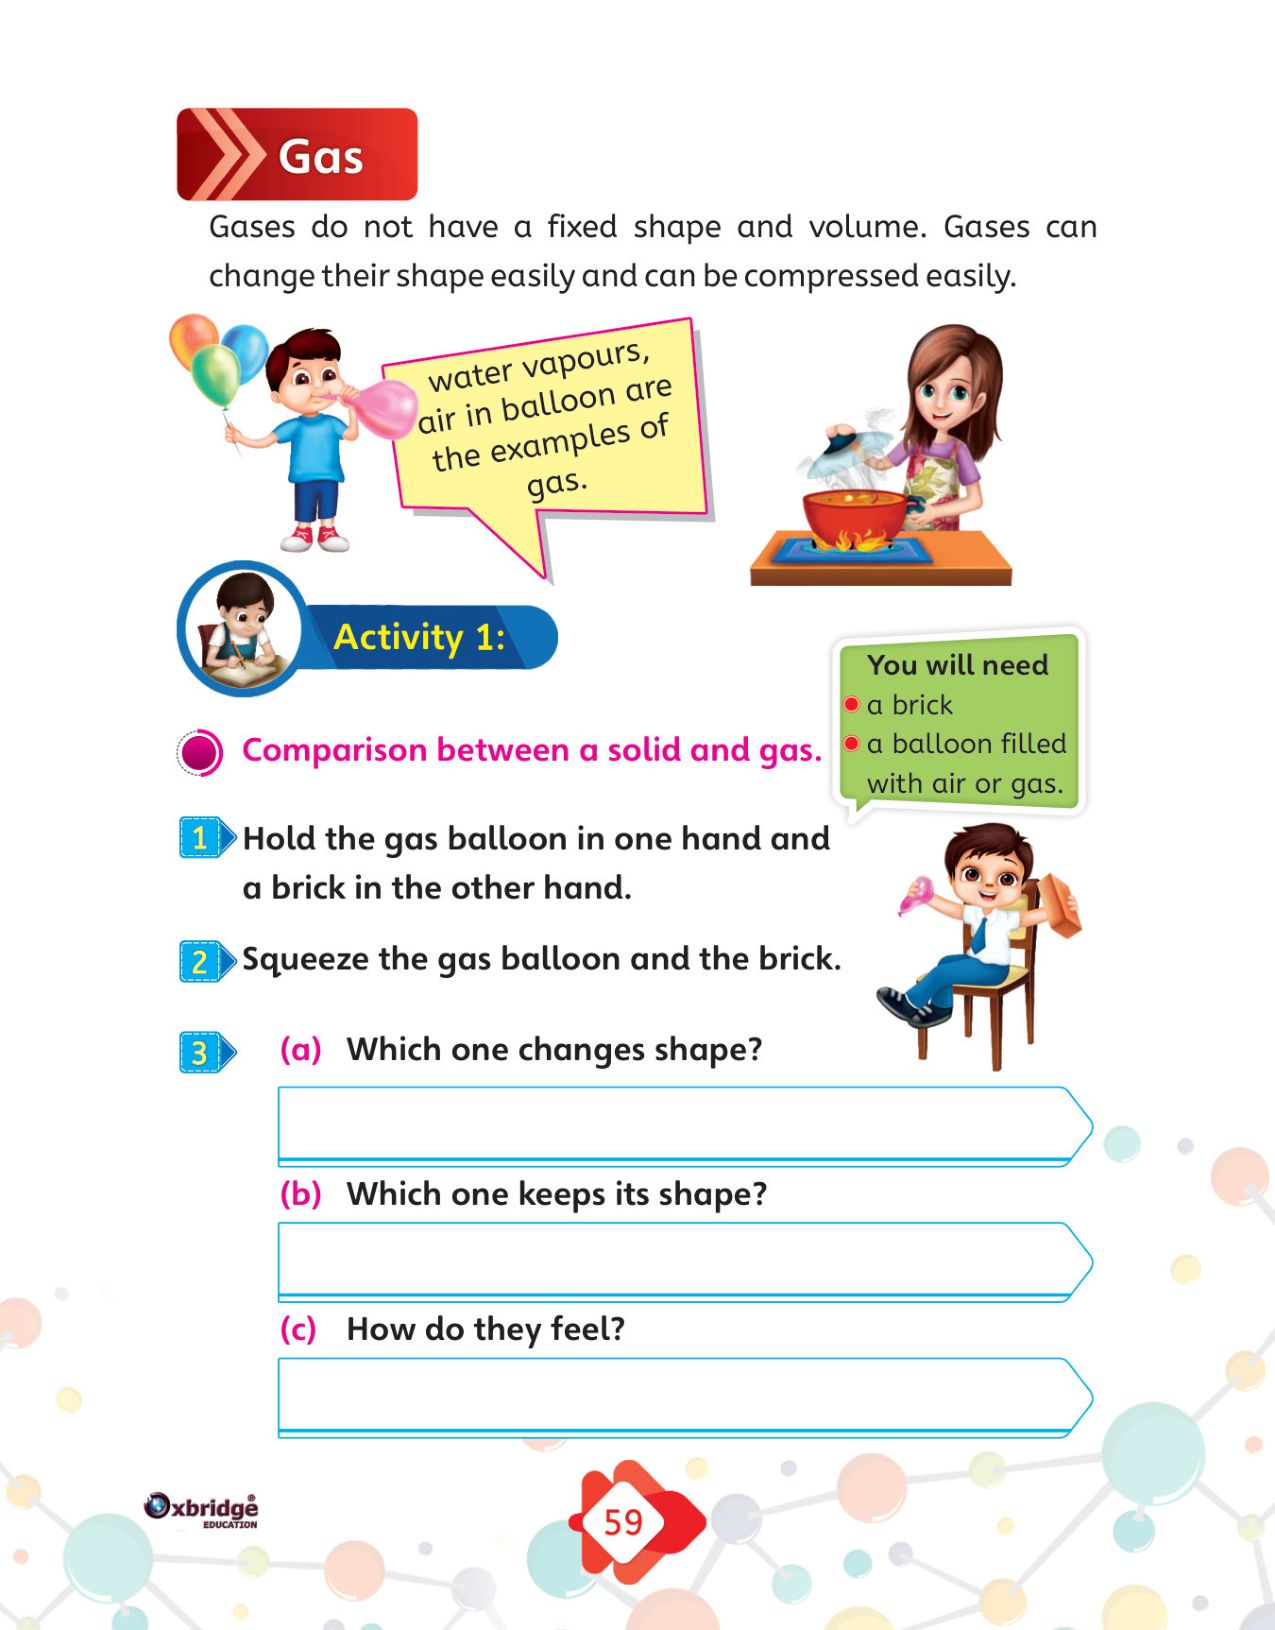 Gas
Gases do not have a fixed shape and volume. Gases can
change their shape easily and can be compressed easily.
water vapours,
air in balloon are
the examples of
gas.
Activity 1:
You will need
a brick
a balloon filled
with air or gas.
Comparison between a solid and gas.
1 Hold the gas balloon in one hand and
a brick in the other hand.
2 Squeeze the gas balloon and the brick.
3 (a) Which one changes shape?
(b) Which one keeps its shape?
(c) How do they feel?
Oxbridge®
EDUCATION
59